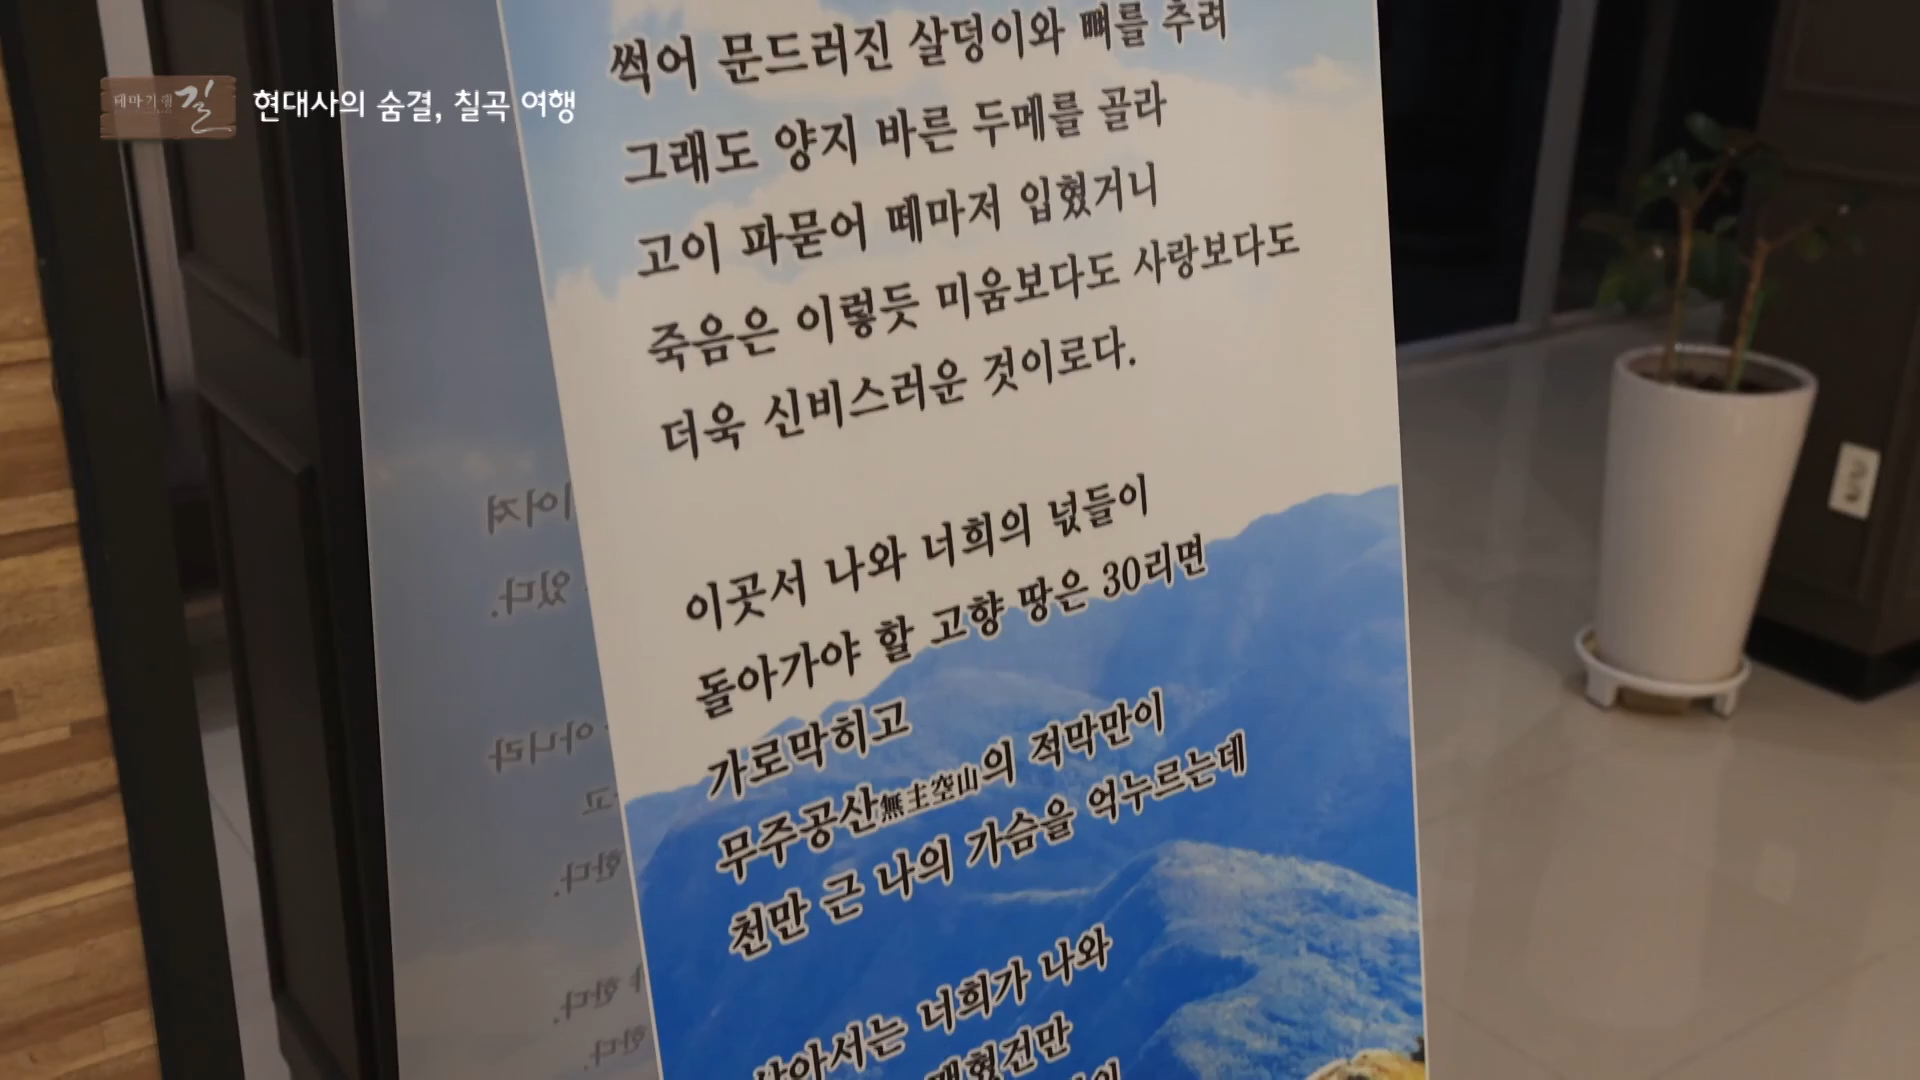 테마기행 길
현대사의 숨결, 칠곡 여행
썩어 문드러진 살덩이와 뼈를 추려
그래도 양지 바른 두메를 골라
고이 파묻어 떼마저 입혔거니
죽음은 이렇듯 미움보다도 사랑보다도
더욱 신비스러운 것이로다.
이곳서 나와 너희의 넋들이
돌아가야 할 고향 땅은 30리면
가로막히고
무주공산無主空山의 적막만이
천만 근 나의 가슴을 억누르는데
살아서는 너희가 나와